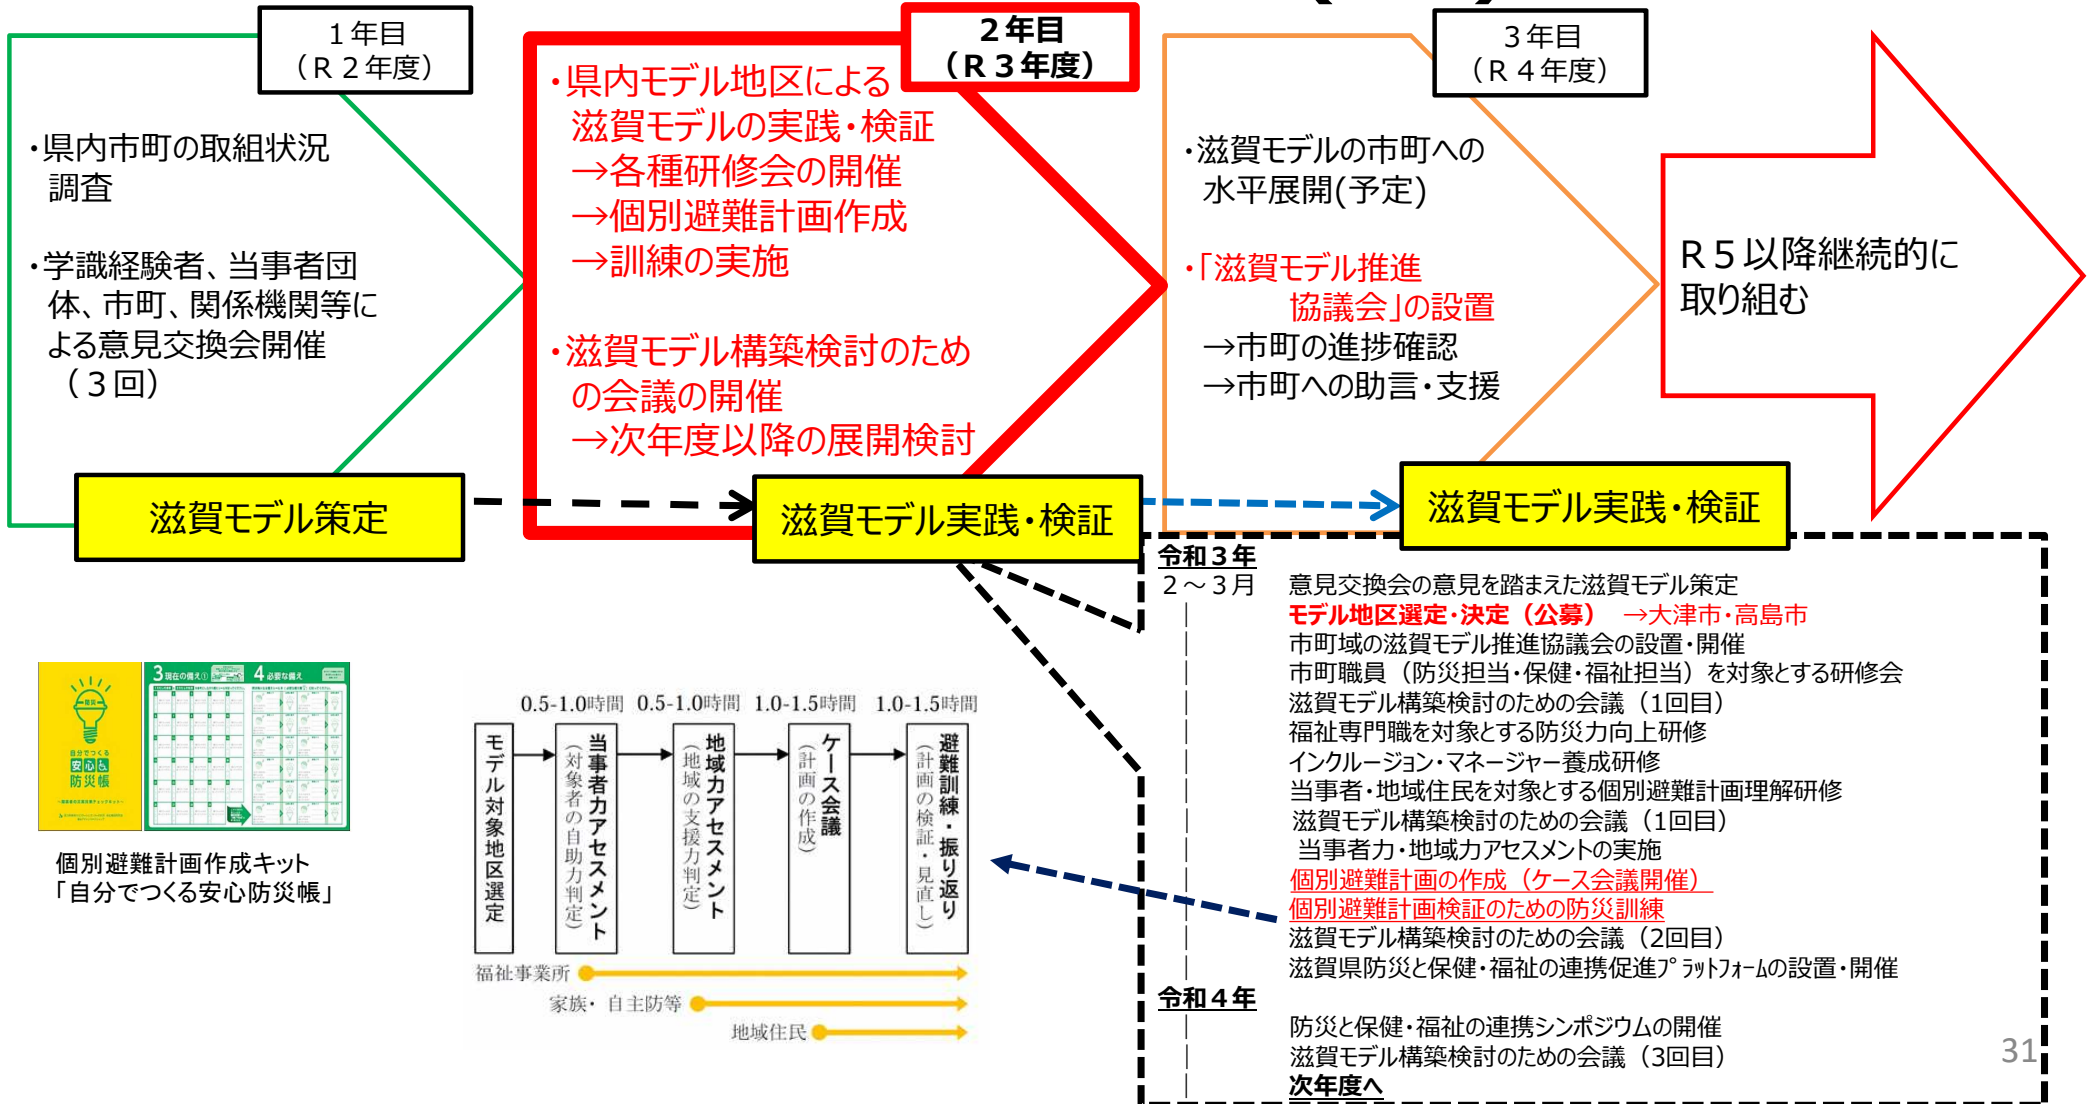 １年目
（Ｒ２年度）
・県内市町の取組状況
調査
・学識経験者、当事者団
体、市町、関係機関等に
よる意見交換会開催
（３回）
滋賀モデル策定
２年目
（Ｒ３年度）
・県内モデル地区による
滋賀モデルの実践・検証
→各種研修会の開催
→個別避難計画作成
→訓練の実施
・滋賀モデル構築検討のため
の会議の開催
→次年度以降の展開検討
滋賀モデル実践・検証
３年目
（Ｒ４年度）
・滋賀モデルの市町への
水平展開(予定)
・「滋賀モデル推進
協議会」の設置
→市町の進捗確認
→市町への助言・支援
滋賀モデル実践・検証
Ｒ５以降継続的に
取り組む
令和３年
２～３月
意見交換会の意見を踏まえた滋賀モデル策定
モデル地区選定・決定（公募） →大津市・高島市
市町域の滋賀モデル推進協議会の設置・開催
市町職員（防災担当・保健・福祉担当）を対象とする研修会
滋賀モデル構築検討のための会議（1回目）
福祉専門職を対象とする防災力向上研修
インクルージョン・マネージャー養成研修
当事者・地域住民を対象とする個別避難計画理解研修
滋賀モデル構築検討のための会議（1回目）
当事者力・地域力アセスメントの実施
個別避難計画の作成（ケース会議開催）
個別避難計画検証のための防災訓練
滋賀モデル構築検討のための会議（2回目）
滋賀県防災と保健・福祉の連携促進ﾌﾟﾗｯﾄﾌｫｰﾑの設置・開催
令和４年
防災と保健・福祉の連携シンポジウムの開催
滋賀モデル構築検討のための会議（3回目）
次年度へ
防災
自分でつくる
安心
防災帳
3 現在の備え①
4 必要な備え
個別避難計画作成キット
「自分でつくる安心防災帳」
0.5-1.0時間 0.5-1.0時間 1.0-1.5時間 1.0-1.5時間
モデル対象地区選定
当事者力アセスメント
（対象者の自助力判定）
地域力アセスメント
（地域の支援力判定）
ケース会議
（計画の作成）
避難訓練・振り返り
（計画の検証・見直し）
福祉事業所
家族・自主防等
地域住民
31